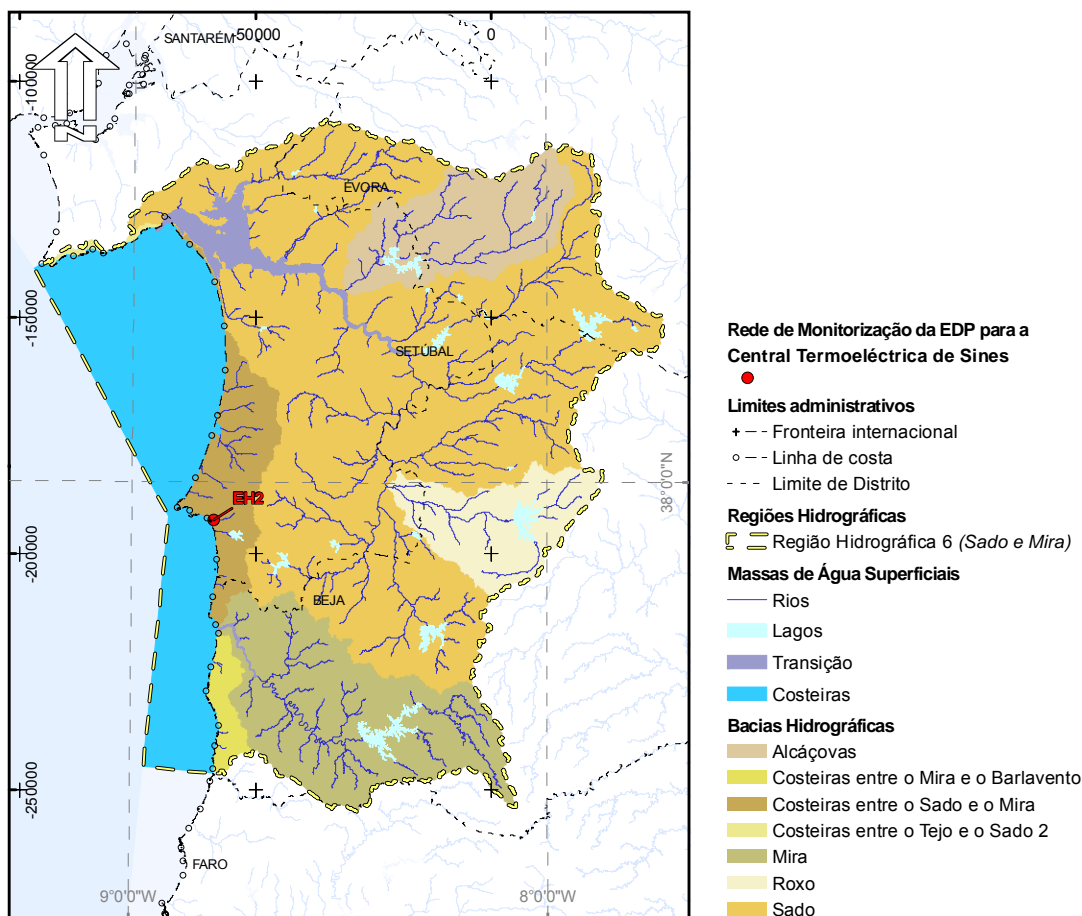 SANTARÉM
-50000
0
-100000
N
ÉVORA
-150000
SETÚBAL
38°0'0"N
EH2
-200000
BEJA
-250000
FARO
9°0'0"W
8°0'0"W
Rede de Monitorização da EDP para a
Central Termoeléctrica de Sines
Limites administrativos
Fronteira internacional
Linha de costa
Limite de Distrito
Regiões Hidrográficas
Região Hidrográfica 6 (Sado e Mira)
Massas de Água Superficiais
Rios
Lagos
Transição
Costeiras
Bacias Hidrográficas
Alcáçovas
Costeiras entre o Mira e o Barlavento
Costeiras entre o Sado e o Mira
Costeiras entre o Tejo e o Sado 2
Mira
Roxo
Sado